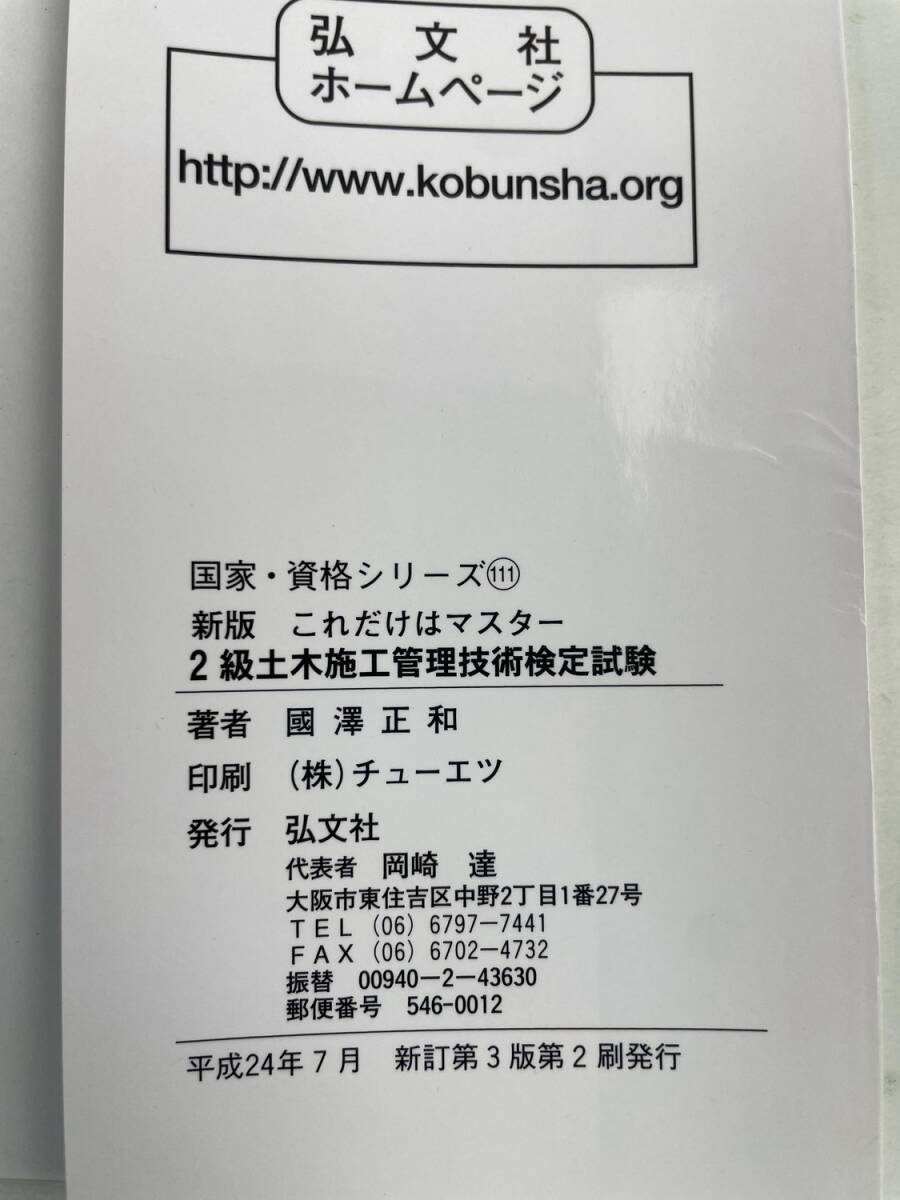 弘文社
ホームページ
http://www.kobunsha.org
国家・資格シリーズ⑪⑪
新版　これだけはマスター
2級土木施工管理技術検定試験
著者　國澤正和
印刷　(株)チューエツ
発行　弘文社
代表者　岡崎　達
大阪市東住吉区中野2丁目1番27号
TEL (06) 6797-7441
FAX (06) 6702-4732
振替　00940-2-43630
郵便番号　546-0012
平成24年7月　新訂第3版第2刷発行